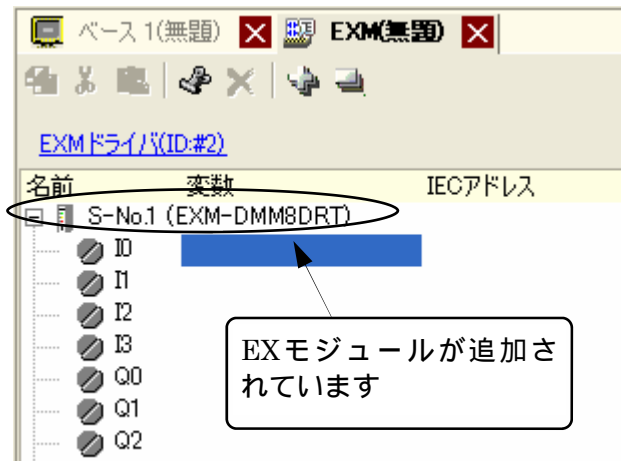 ベース 1(無題) EXM(無題)
EXMドライバ(ID:#2)
名前 変数 IECアドレス
S-No.1 (EXM-DMM8DRT)
I0
I1
I2
I3
Q0
Q1
Q2
EXモジュールが追加さ
れています